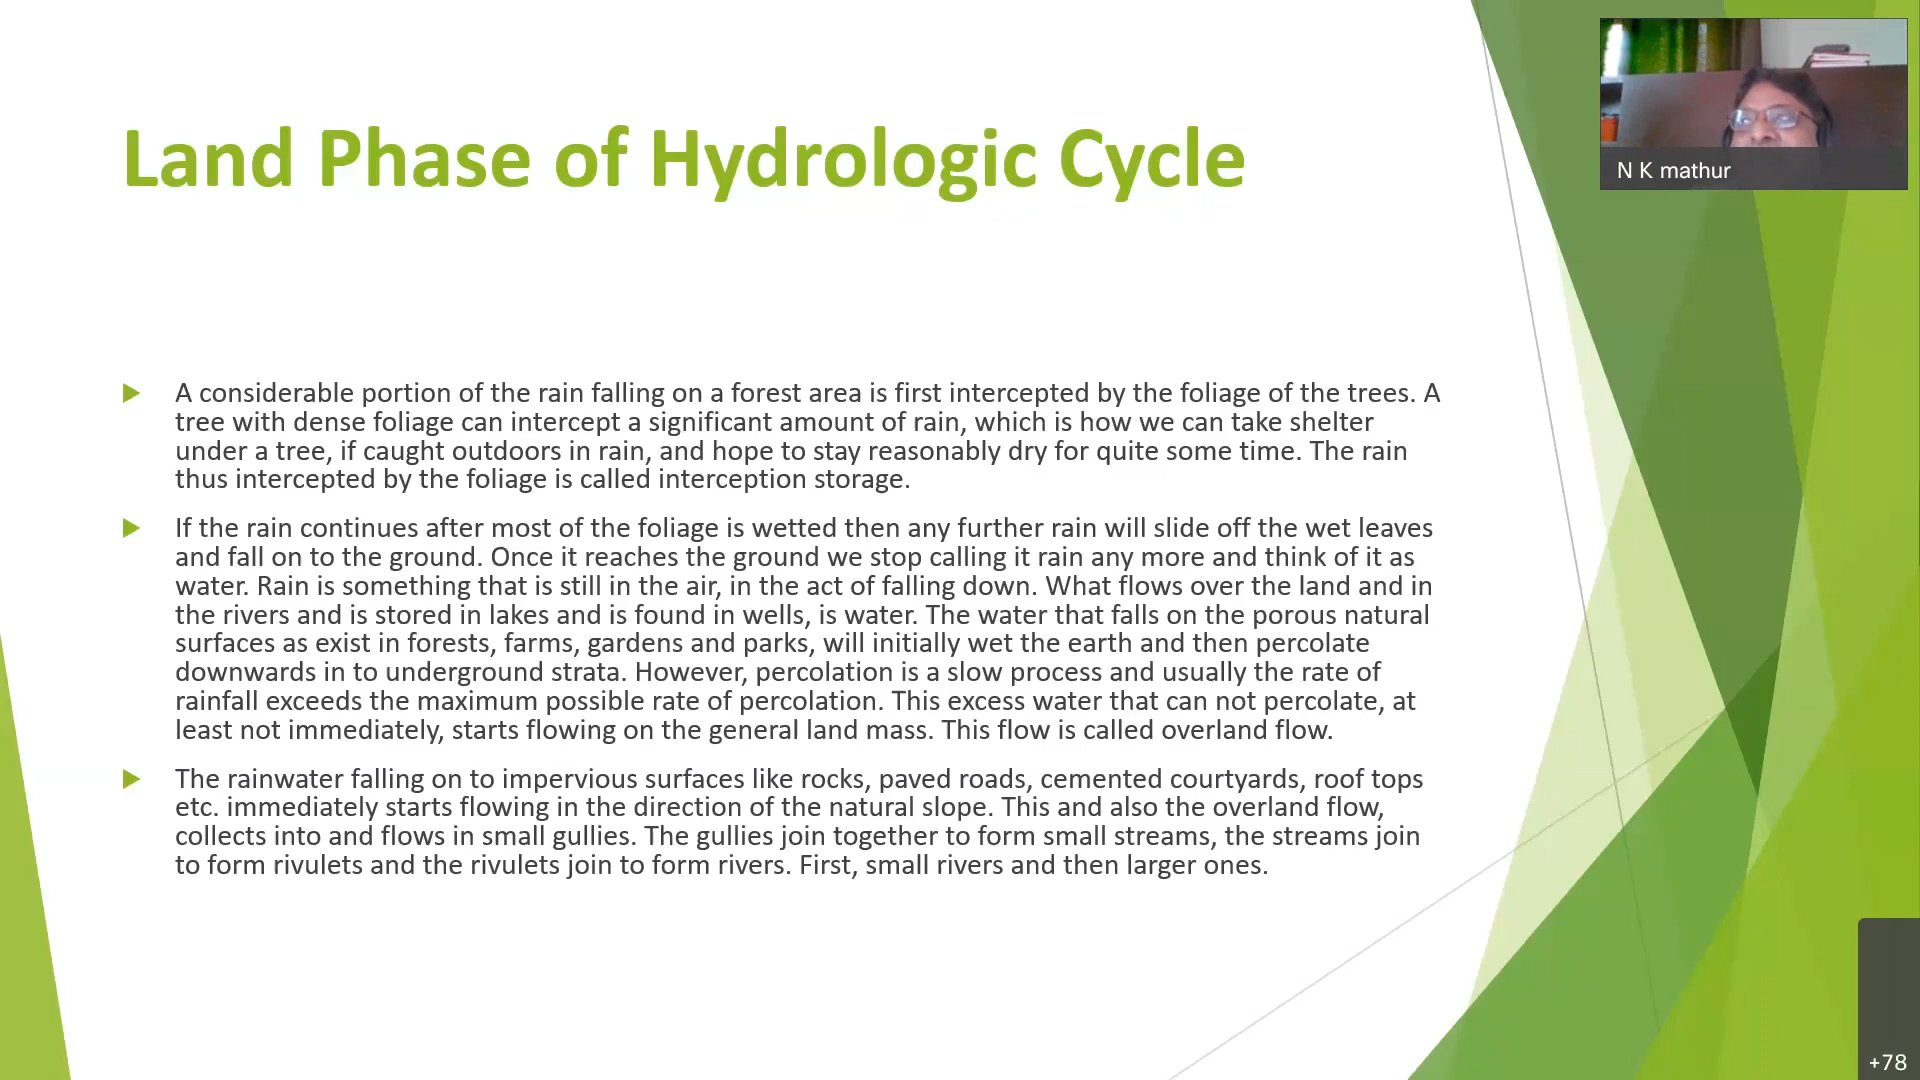 Land Phase of Hydrologic Cycle
N K mathur
A considerable portion of the rain falling on a forest area is first intercepted by the foliage of the trees. A
tree with dense foliage can intercept a significant amount of rain, which is how we can take shelter
under a tree, if caught outdoors in rain, and hope to stay reasonably dry for quite some time. The rain
thus intercepted by the foliage is called interception storage.
If the rain continues after most of the foliage is wetted then any further rain will slide off the wet leaves
and fall on to the ground. Once it reaches the ground we stop calling it rain any more and think of it as
water. Rain is something that is still in the air, in the act of falling down. What flows over the land and in
the rivers and is stored in lakes and is found in wells, is water. The water that falls on the porous natural
surfaces as exist in forests, farms, gardens and parks, will initially wet the earth and then percolate
downwards in to underground strata. However, percolation is a slow process and usually the rate of
rainfall exceeds the maximum possible rate of percolation. This excess water that can not percolate, at
least not immediately, starts flowing on the general land mass. This flow is called overland flow.
The rainwater falling on to impervious surfaces like rocks, paved roads, cemented courtyards, roof tops
etc. immediately starts flowing in the direction of the natural slope. This and also the overland flow,
collects into and flows in small gullies. The gullies join together to form small streams, the streams join
to form rivulets and the rivulets join to form rivers. First, small rivers and then larger ones.
+78